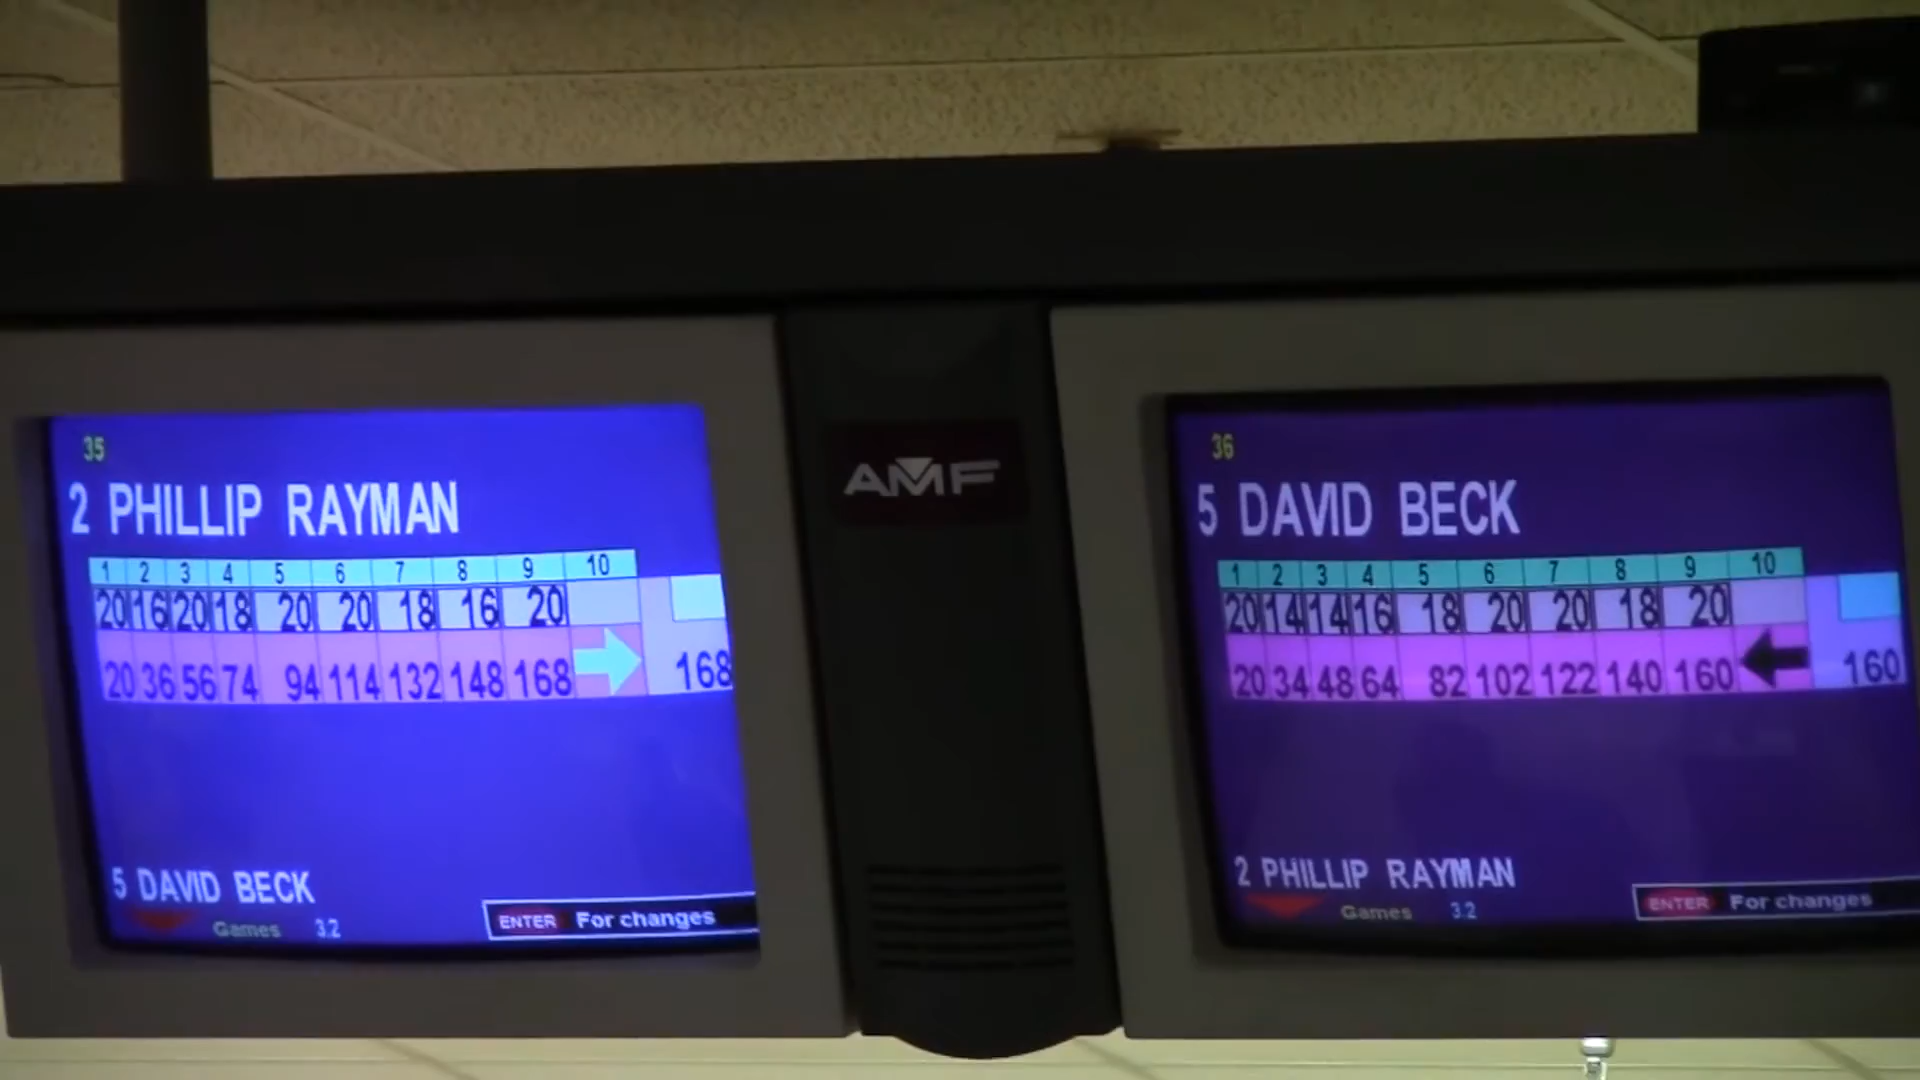 35
2 PHILLIP RAYMAN
1 2 3 4 5 6 7 8 9 10
20 16 20 18 20 20 18 16 20
20 36 56 74 94 114 132 148 168 168
5 DAVID BECK
Games 3.2
ENTER For changes
AMF
36
5 DAVID BECK
1 2 3 4 5 6 7 8 9 10
20 14 14 16 18 20 20 18 20
20 34 48 64 82 102 122 140 160 160
2 PHILLIP RAYMAN
Games 3.2
ENTER For changes